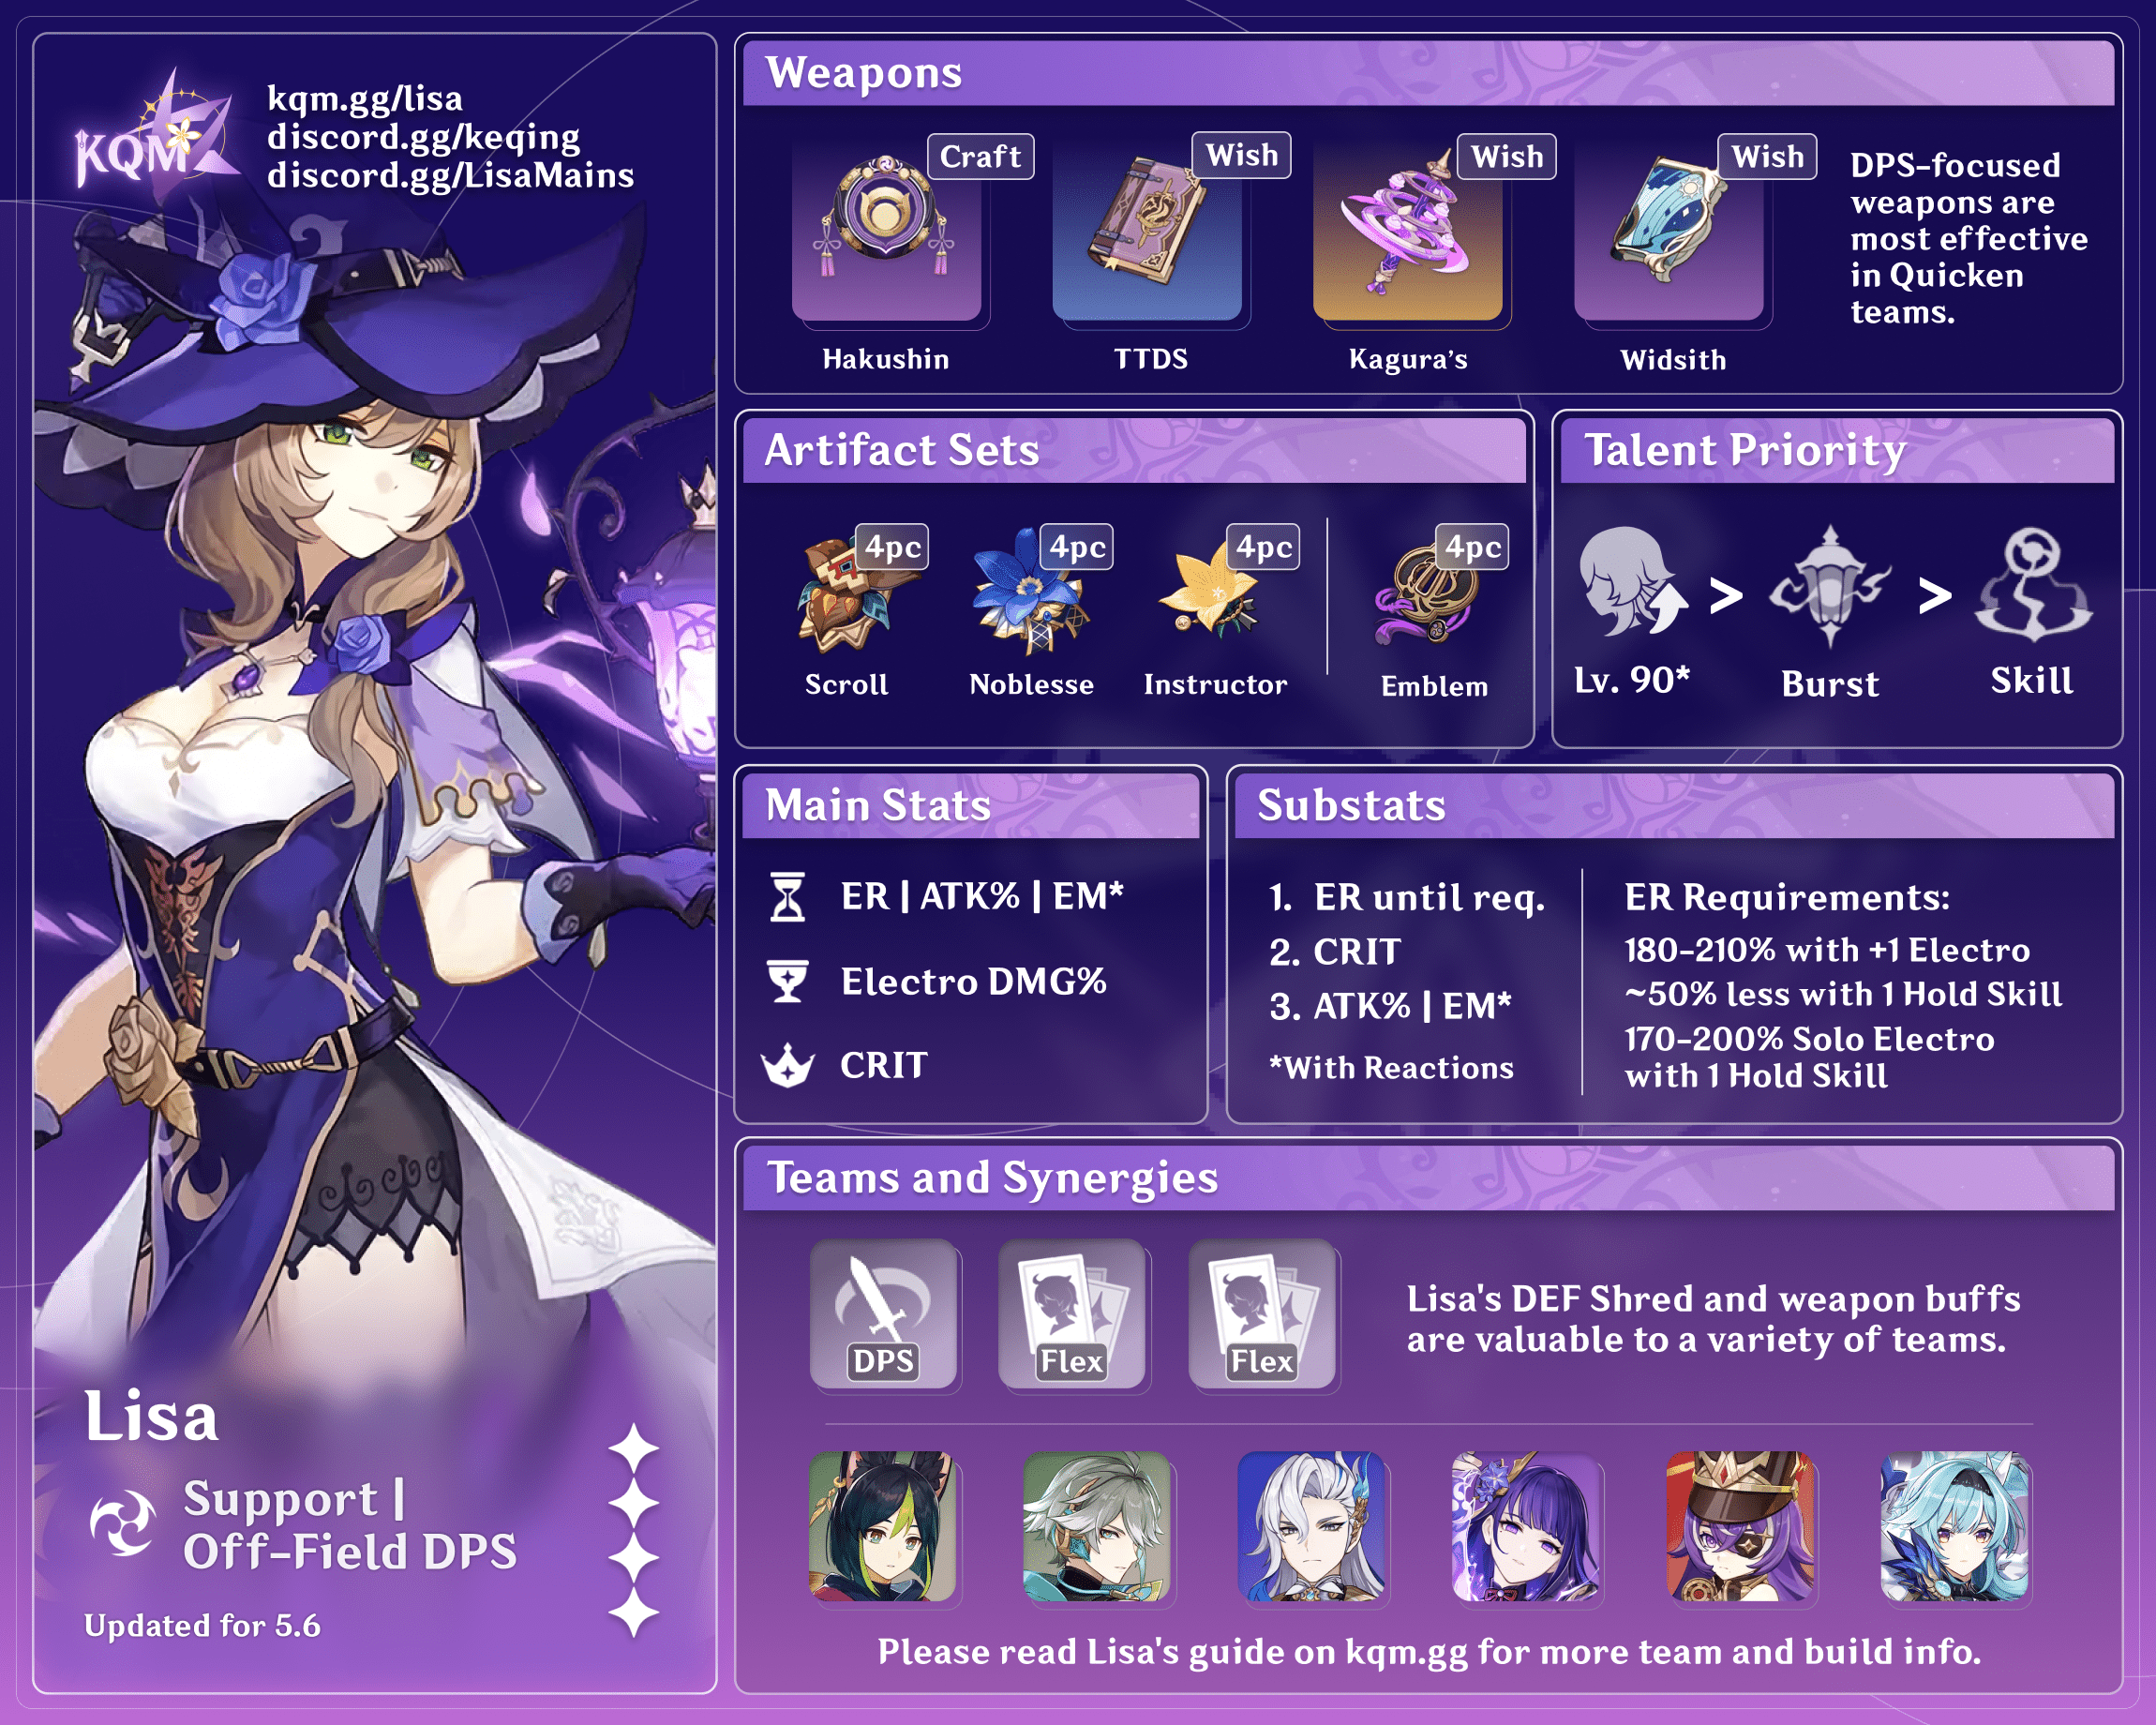 KQM
kqm.gg/lisa
discord.gg/keqing
discord.gg/LisaMains
Lisa
Support |
Off-Field DPS
Updated for 5.6
Weapons
Craft
Wish
Wish
Wish
Hakushin
TTDS
Kagura's
Widsith
DPS-focused
weapons are
most effective
in Quicken
teams.
Artifact Sets
4pc
4pc
4pc
4pc
Scroll
Noblesse
Instructor
Emblem
Talent Priority
Lv. 90*
>
Burst
>
Skill
Main Stats
ER | ATK% | EM*
Electro DMG%
CRIT
Substats
1. ER until req.
2. CRIT
3. ATK% | EM*
*With Reactions
ER Requirements:
180-210% with +1 Electro
~50% less with 1 Hold Skill
170-200% Solo Electro
with 1 Hold Skill
Teams and Synergies
DPS
Flex
Flex
Lisa's DEF Shred and weapon buffs
are valuable to a variety of teams.
Please read Lisa's guide on kqm.gg for more team and build info.